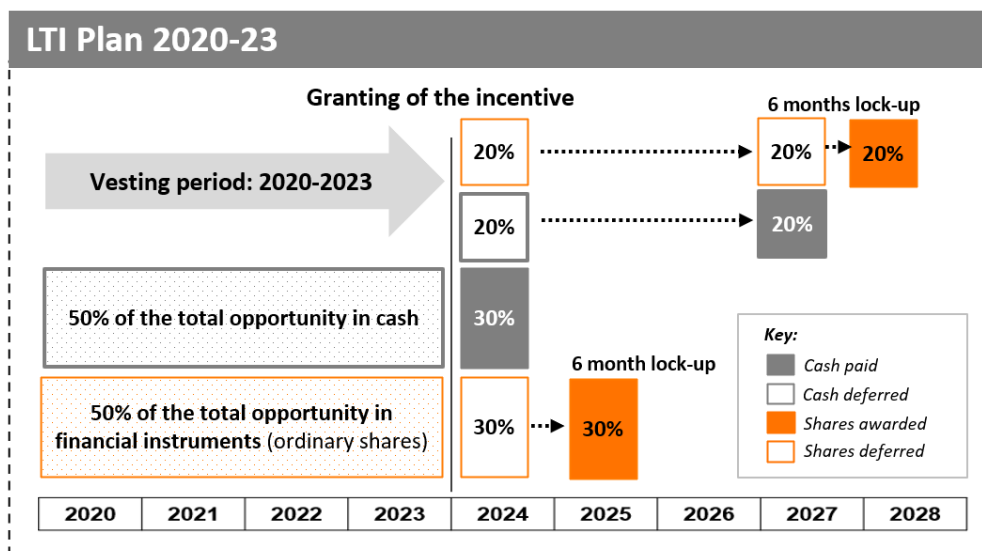 LTI Plan 2020-23
Granting of the incentive
6 months lock-up
Vesting period: 2020-2023
20%
20%
20%
20%
20%
50% of the total opportunity in cash
30%
6 month lock-up
50% of the total opportunity in
financial instruments (ordinary shares)
30%
30%
Key:
Cash paid
Cash deferred
Shares awarded
Shares deferred
2020 2021 2022 2023 2024 2025 2026 2027 2028